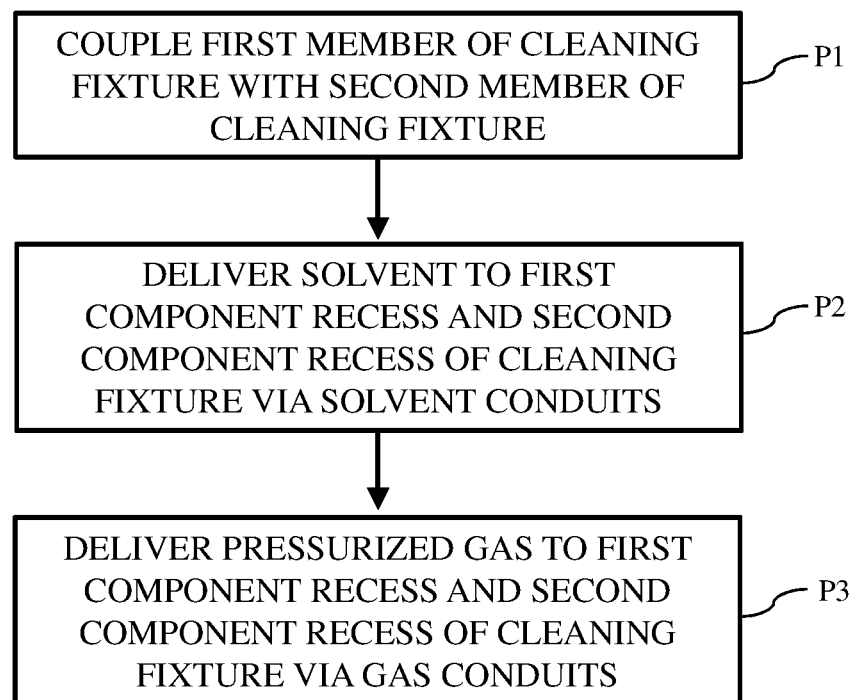 COUPLE FIRST MEMBER OF CLEANING
FIXTURE WITH SECOND MEMBER OF
CLEANING FIXTURE
P1
DELIVER SOLVENT TO FIRST
COMPONENT RECESS AND SECOND
COMPONENT RECESS OF CLEANING
FIXTURE VIA SOLVENT CONDUITS
P2
DELIVER PRESSURIZED GAS TO FIRST
COMPONENT RECESS AND SECOND
COMPONENT RECESS OF CLEANING
FIXTURE VIA GAS CONDUITS
P3